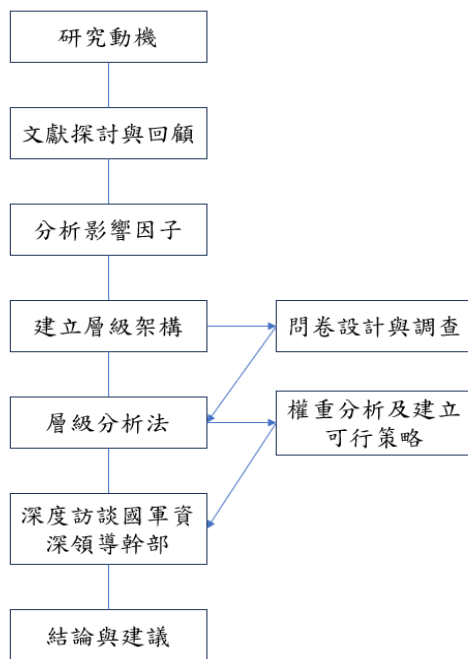 研究動機
文獻探討與回顧
分析影響因子
建立層級架構
問卷設計與調查
層級分析法
權重分析及建立
可行策略
深度訪談國軍資
深領導幹部
結論與建議